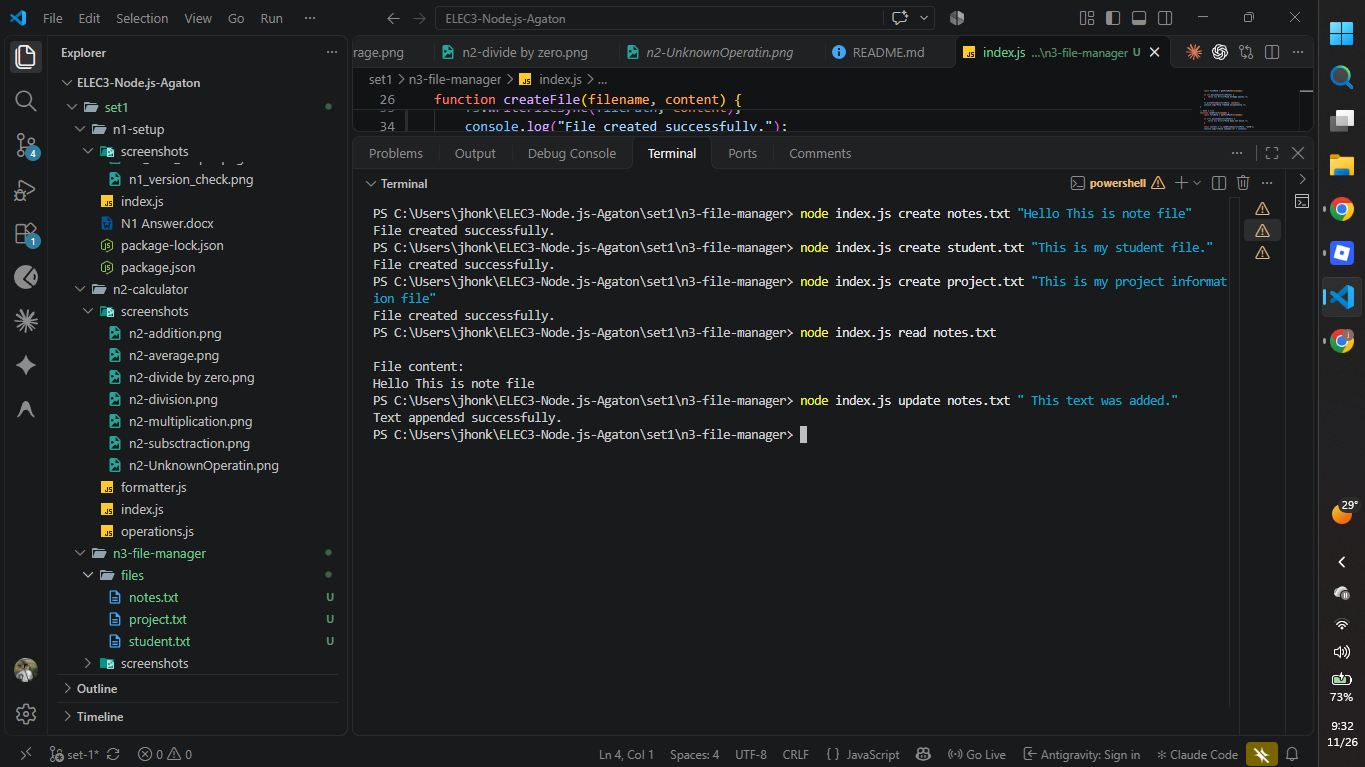 File Edit Selection View Go Run ···
ELEC3-Node.js-Agaton
Explorer
ELEC3-Node.js-Agaton
set1
n1-setup
screenshots
n1_version_check.png
index.js
N1 Answer.docx
package-lock.json
package.json
n2-calculator
screenshots
n2-addition.png
n2-average.png
n2-divide by zero.png
n2-division.png
n2-multiplication.png
n2-subsctraction.png
n2-UnknownOperatin.png
formatter.js
index.js
operations.js
n3-file-manager
files
notes.txt U
project.txt U
student.txt U
screenshots
Outline
Timeline
4
1
rage.png
n2-divide by zero.png
n2-UnknownOperatin.png
README.md
index.js ...\n3-file-manager U
set1 > n3-file-manager > index.js > ...
26 function createFile(filename, content) {
34 console.log("File created successfully.");
Problems Output Debug Console Terminal Ports Comments
Terminal
powershell
PS C:\Users\jhonk\ELEC3-Node.js-Agaton\set1\n3-file-manager> node index.js create notes.txt "Hello This is note file"
File created successfully.
PS C:\Users\jhonk\ELEC3-Node.js-Agaton\set1\n3-file-manager> node index.js create student.txt "This is my student file."
File created successfully.
PS C:\Users\jhonk\ELEC3-Node.js-Agaton\set1\n3-file-manager> node index.js create project.txt "This is my project informat
ion file"
File created successfully.
PS C:\Users\jhonk\ELEC3-Node.js-Agaton\set1\n3-file-manager> node index.js read notes.txt
File content:
Hello This is note file
PS C:\Users\jhonk\ELEC3-Node.js-Agaton\set1\n3-file-manager> node index.js update notes.txt " This text was added."
Text appended successfully.
PS C:\Users\jhonk\ELEC3-Node.js-Agaton\set1\n3-file-manager>
set-1* 0 0
Ln 4, Col 1 Spaces: 4 UTF-8 CRLF { } JavaScript Go Live Antigravity: Sign in Claude Code
29°
73%
9:32
11/26